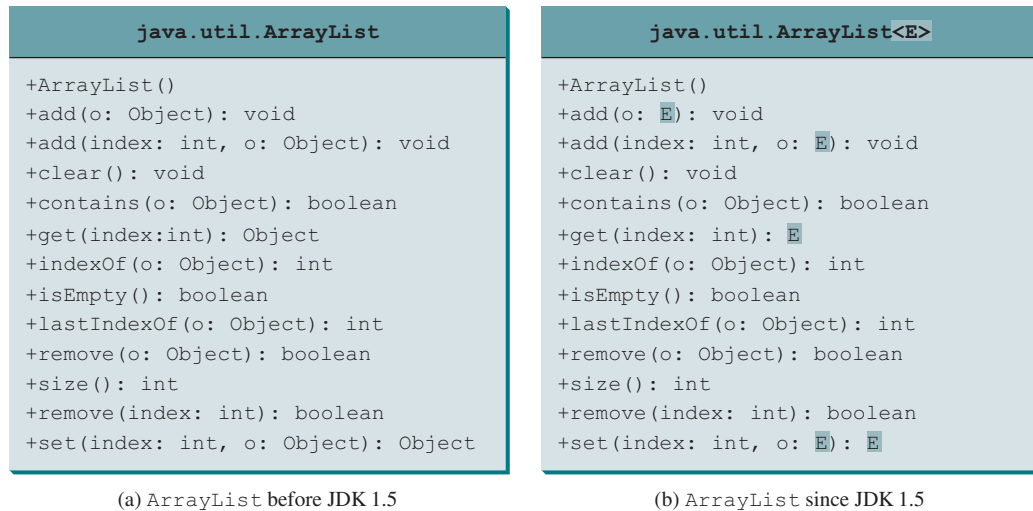 java.util.ArrayList
+ArrayList()
+add(o: Object): void
+add(index: int, o: Object): void
+clear(): void
+contains(o: Object): boolean
+get(index:int): Object
+indexOf(o: Object): int
+isEmpty(): boolean
+lastIndexOf(o: Object): int
+remove(o: Object): boolean
+size(): int
+remove(index: int): boolean
+set(index: int, o: Object): Object
(a) ArrayList before JDK 1.5
java.util.ArrayList<E>
+ArrayList()
+add(o: E): void
+add(index: int, o: E): void
+clear(): void
+contains(o: Object): boolean
+get(index: int): E
+indexOf(o: Object): int
+isEmpty(): boolean
+lastIndexOf(o: Object): int
+remove(o: Object): boolean
+size(): int
+remove(index: int): boolean
+set(index: int, o: E): E
(b) ArrayList since JDK 1.5